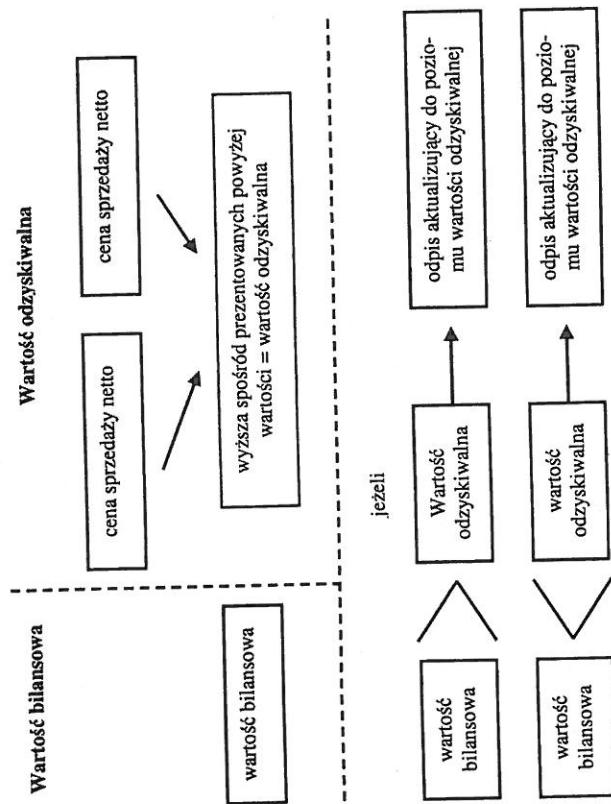 Wartość bilansowa
Wartość odzyskiwalna
cena sprzedaży netto
cena sprzedaży netto
wartość bilansowa
wyższa spośród prezentowanych powyżej
wartości = wartość odzyskiwalna
jeżeli
wartość
bilansowa
Wartość
odzyskiwalna
odpis aktualizujący do pozio-
mu wartości odzyskiwalnej
wartość
bilansowa
wartość
odzyskiwalna
odpis aktualizujący do pozio-
mu wartości odzyskiwalnej